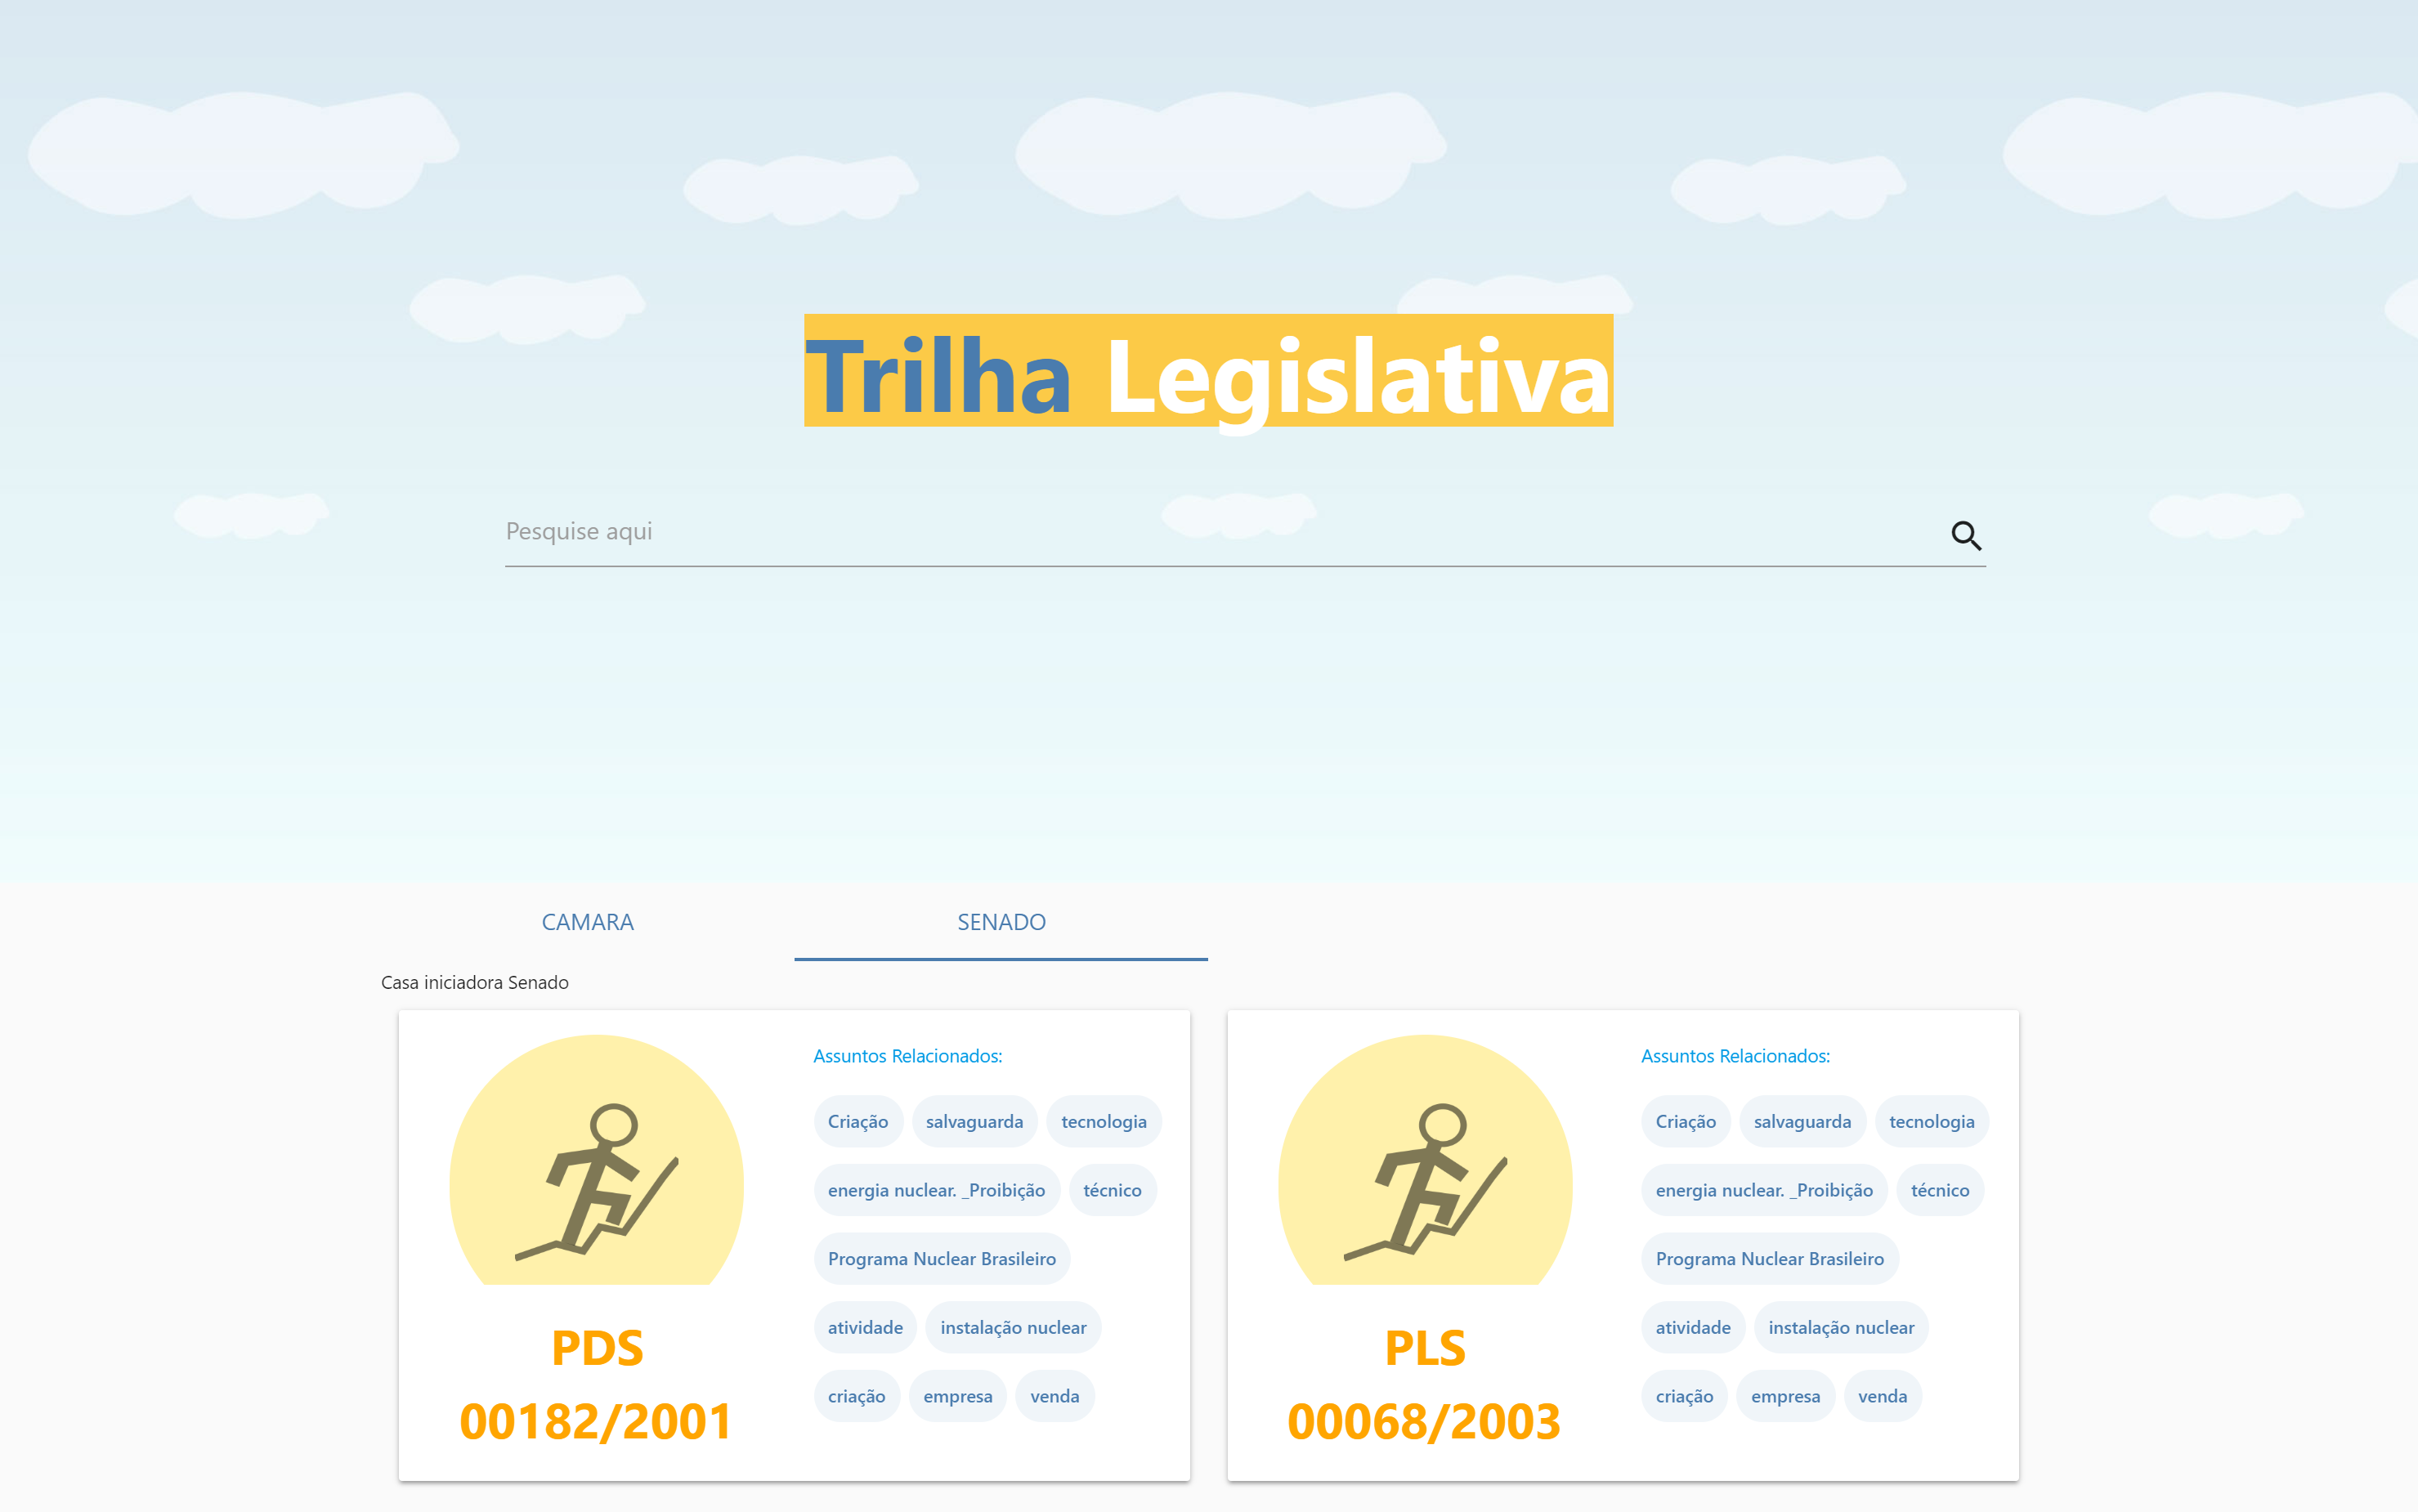 Trilha Legislativa
Pesquise aqui
CAMARA SENADO
Casa iniciadora Senado
Assuntos Relacionados:
Criação salvaguarda tecnologia
energia nuclear. _Proibição técnico
Programa Nuclear Brasileiro
atividade instalação nuclear
criação empresa venda
PDS
00182/2001
Assuntos Relacionados:
Criação salvaguarda tecnologia
energia nuclear. _Proibição técnico
Programa Nuclear Brasileiro
atividade instalação nuclear
criação empresa venda
PLS
00068/2003